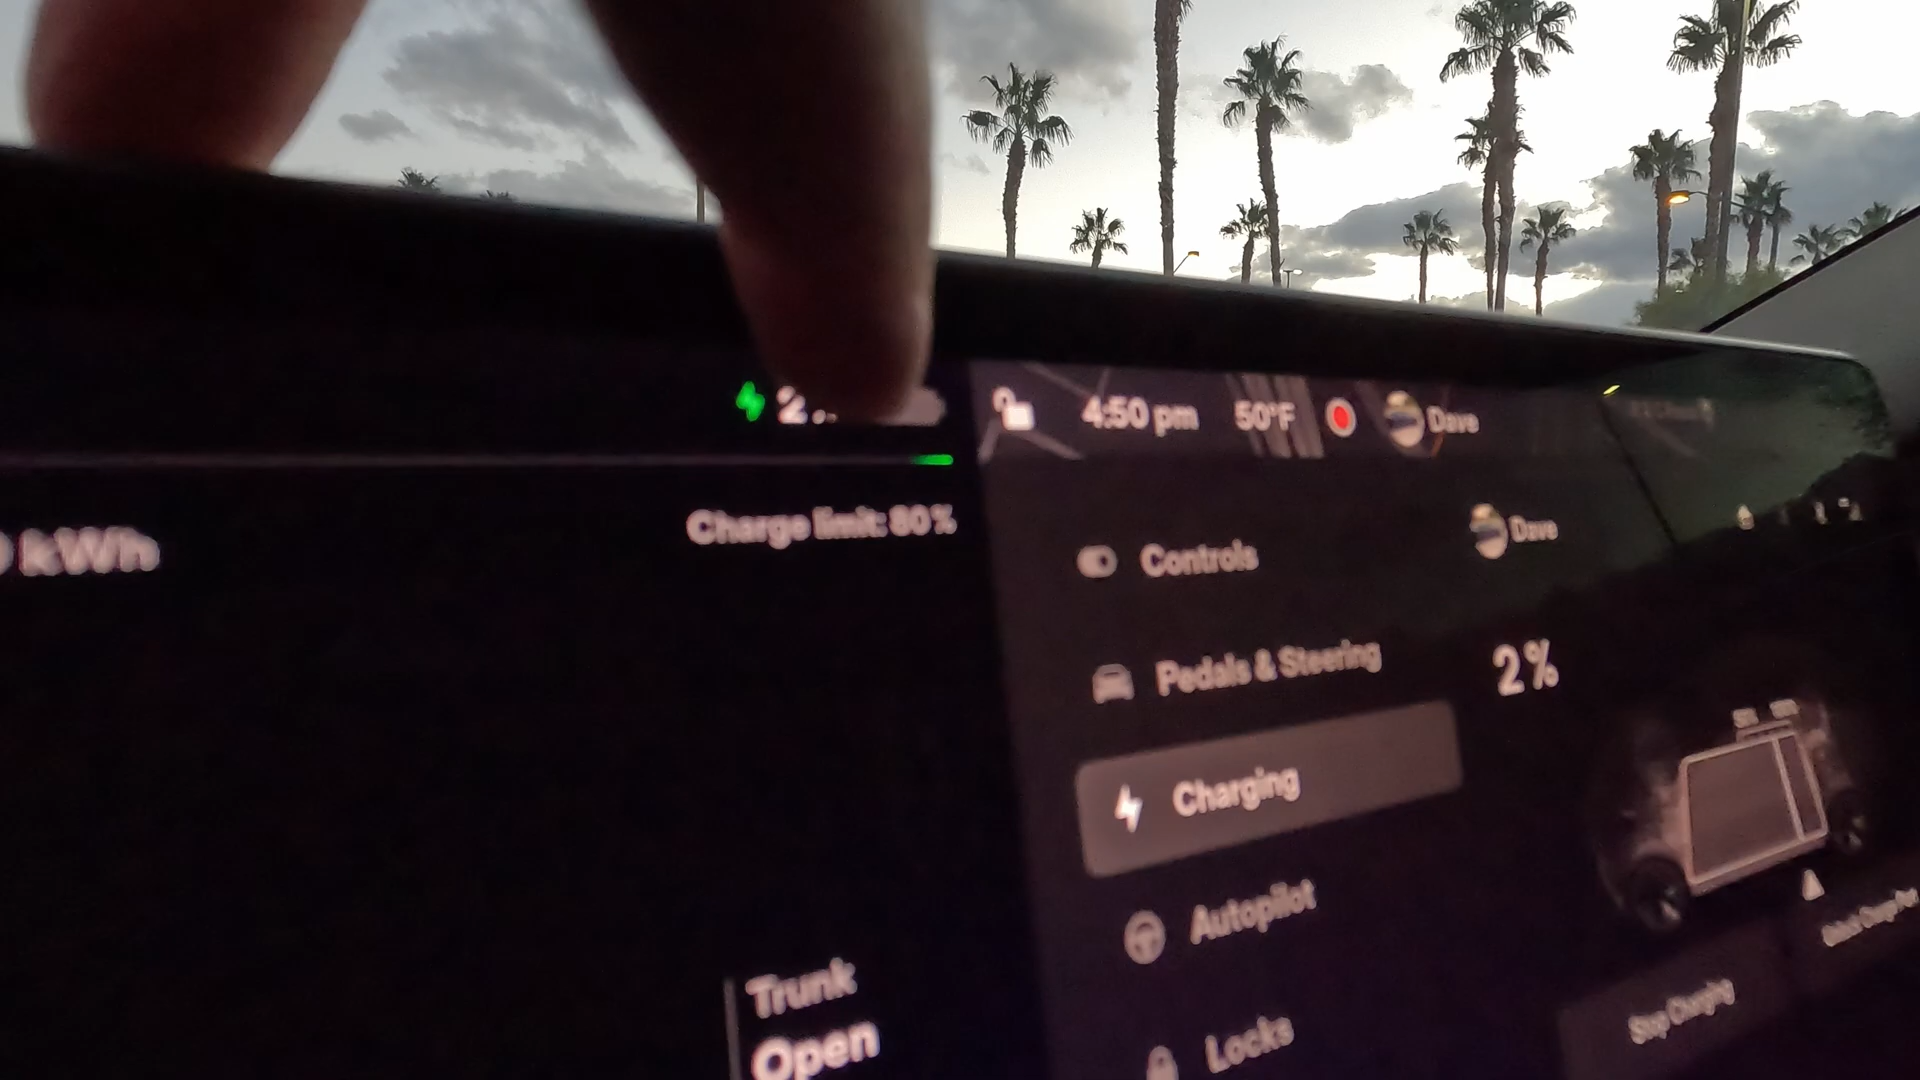 2
4:50 pm
50°F
Dave
kWh
Charge limit: 80%
Controls
Dave
Pedals & Steering
2%
Charging
Autopilot
Trunk
Open
Locks
Stop Charging